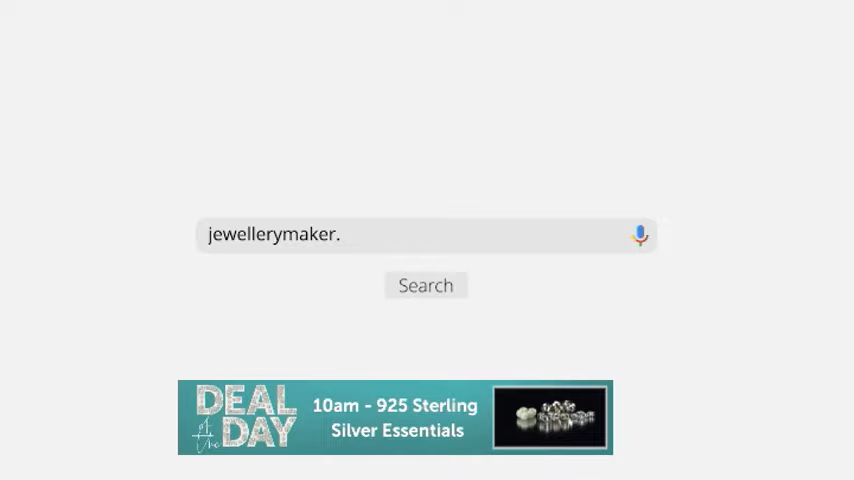 jewellerymaker.
Search
DEAL
of the
DAY
10am - 925 Sterling
Silver Essentials